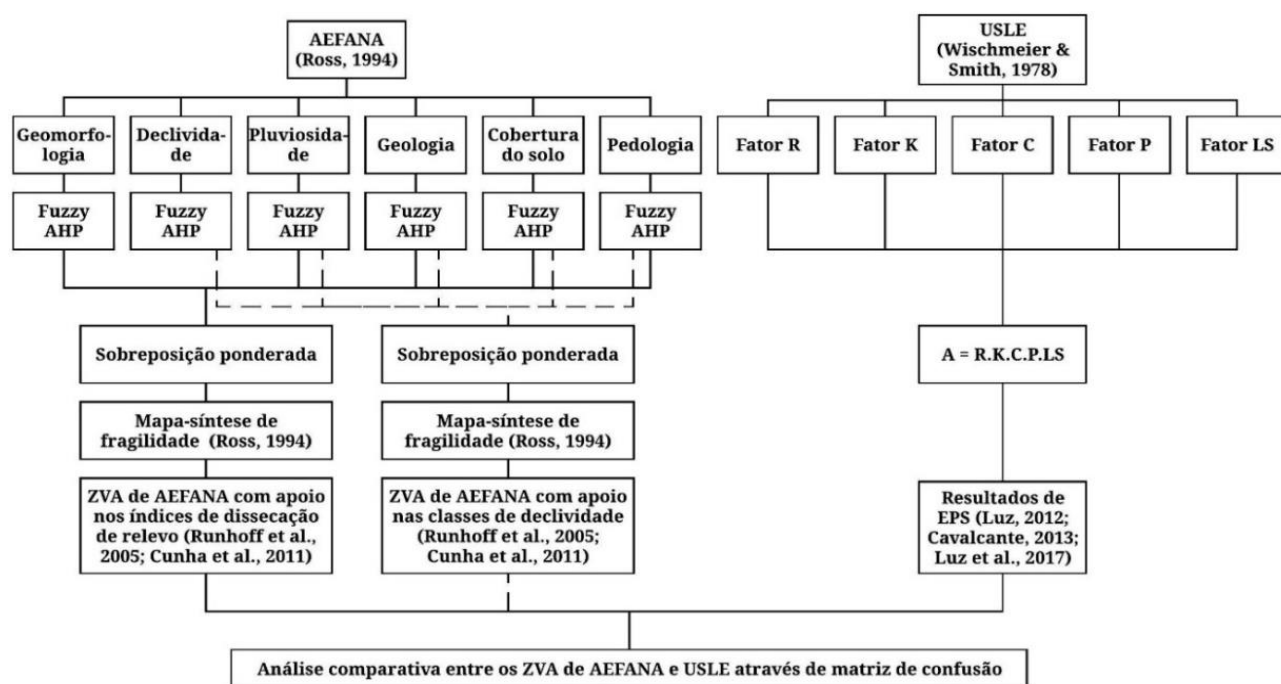 AEFANA
(Ross, 1994)
USLE
(Wischmeier &
Smith, 1978)
Geomorfo-
logia
Declivida-
de
Pluviosida-
de
Geologia
Cobertura
do solo
Pedologia
Fator R
Fator K
Fator C
Fator P
Fator LS
Fuzzy
AHP
Fuzzy
AHP
Fuzzy
AHP
Fuzzy
AHP
Fuzzy
AHP
Fuzzy
AHP
Sobreposição ponderada
Sobreposição ponderada
A = R.K.C.P.LS
Mapa-síntese de
fragilidade (Ross, 1994)
Mapa-síntese de
fragilidade (Ross, 1994)
ZVA de AEFANA com apoio
nos índices de dissecação
de relevo (Runhoff et al.,
2005; Cunha et al., 2011)
ZVA de AEFANA com apoio
nas classes de declividade
(Runhoff et al., 2005;
Cunha et al., 2011)
Resultados de
EPS (Luz, 2012;
Cavalcante, 2013;
Luz et al., 2017)
Análise comparativa entre os ZVA de AEFANA e USLE através de matriz de confusão